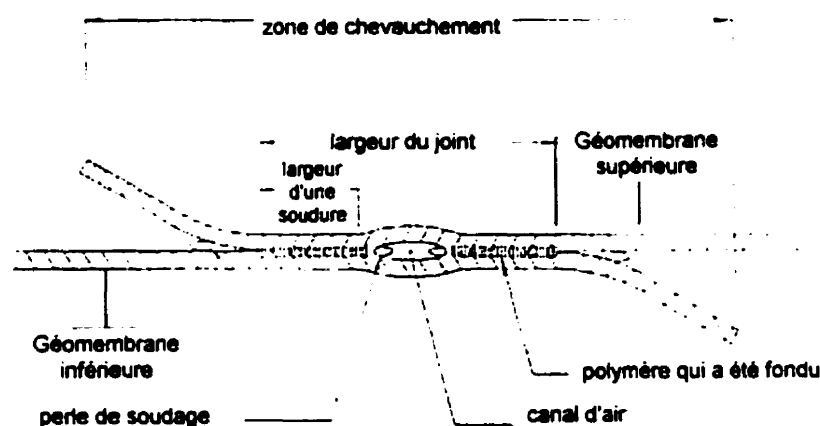 zone de chevauchement
largeur du joint
Géomembrane
supérieure
largeur
d'une
soudure
Géomembrane
inférieure
polymère qui a été fondu
perle de soudage
canal d'air